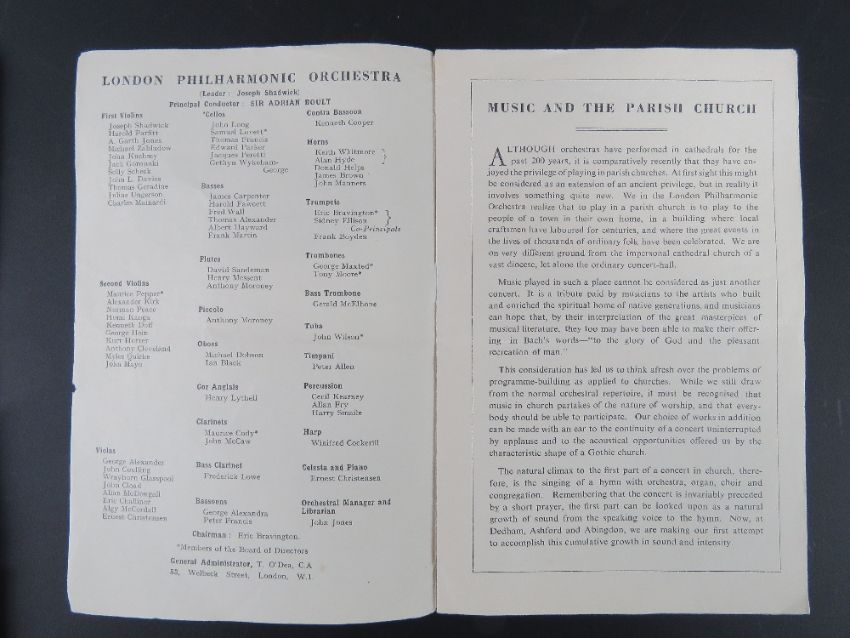 LONDON PHILHARMONIC ORCHESTRA
(Leader: Joseph Shadwick)
Principal Conductor: SIR ADRIAN BOULT
First Violins
Joseph Shadwick
Harold Parfitt
A. Garth Jones
Michael Zabludow
John Kuchmy
Jack Gorowski
Solly Scheck
John L. Davies
Thomas Geradine
Julian Ungerson
Charles Mainardi
Second Violins
Maurice Pepper*
Alexander Kirk
Norman Peace
Homi Kanga
Kenneth Doff
George Hain
Kurt Horter
Anthony Cleveland
Myles Quirke
John Mayo
Violas
George Alexander
John Coulling
Wrayburn Glasspool
John Cload
Allan McDougall
Eric Challiner
Algy McCordell
Ernest Christensen
'Cellos
John Long
Samuel Lovett*
Thomas Francis
Edward Parker
Jacques Perotti
Gethyn Wykeham-
George
Basses
James Carpenter
Harold Fawcett
Fred Wall
Thomas Alexander
Albert Hayward
Frank Martin
Flutes
David Sandeman
Henry Messent
Anthony Moroney
Piccolo
Anthony Moroney
Oboes
Michael Dobson
Ian Black
Cor Anglais
Henry Lythell
Clarinets
Maurice Cody*
John McCaw
Bass Clarinet
Frederick Lowe
Bassoons
George Alexandra
Peter Francis
Contra Bassoon
Kenneth Cooper
Horns
Keith Whitmore }
Alan Hyde }
Donald Helps
James Brown
John Manners
Trumpets
Eric Bravington* }
Sidney Ellison }
Co-Principals
Frank Boyden
Trombones
George Maxted*
Tony Moore*
Bass Trombone
Gerald McElhone
Tuba
John Wilson*
Timpani
Peter Allen
Percussion
Cecil Kearney
Allan Fry
Harry Smaile
Harp
Winifred Cockerill
Celesta and Piano
Ernest Christensen
Orchestral Manager and
Librarian
John Jones
Chairman: Eric Bravington.
*Members of the Board of Directors
General Administrator, T. O'Dea, C.A
53, Welbeck Street, London, W.1.
MUSIC AND THE PARISH CHURCH
ALTHOUGH orchestras have performed in cathedrals for the
past 200 years, it is comparatively recently that they have en-
joyed the privilege of playing in parish churches. At first sight this might
be considered as an extension of an ancient privilege, but in reality it
involves something quite new. We in the London Philharmonic
Orchestra realize that to play in a parish church is to play to the
people of a town in their own home, in a building where local
craftsmen have laboured for centuries, and where the great events in
the lives of thousands of ordinary folk have been celebrated. We are
on very different ground from the impersonal cathedral church of a
vast diocese, let alone the ordinary concert-hall.
Music played in such a place cannot be considered as just another
concert. It is a tribute paid by musicians to the artists who built
and enriched the spiritual home of native generations, and musicians
can hope that, by their interpretation of the great masterpieces of
musical literature, they too may have been able to make their offer-
ing in Bach's words—"to the glory of God and the pleasant
recreation of man."
This consideration has led us to think afresh over the problems of
programme-building as applied to churches. While we still draw
from the normal orchestral repertoire, it must be recognised that
music in church partakes of the nature of worship, and that every-
body should be able to participate. Our choice of works in addition
can be made with an ear to the continuity of a concert uninterrupted
by applause and to the acoustical opportunities offered us by the
characteristic shape of a Gothic church.
The natural climax to the first part of a concert in church, there-
fore, is the singing of a hymn with orchestra, organ, choir and
congregation. Remembering that the concert is invariably preceded
by a short prayer, the first part can be looked upon as a natural
growth of sound from the speaking voice to the hymn. Now, at
Dedham, Ashford and Abingdon, we are making our first attempt
to accomplish this cumulative growth in sound and intensity.